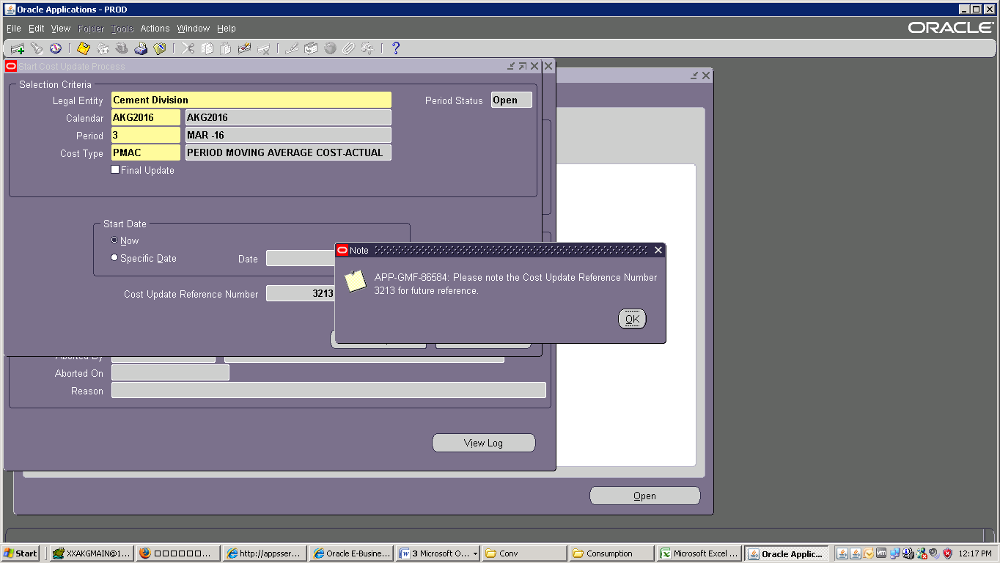 Oracle Applications - PROD
File Edit View Folder Tools Actions Window Help
ORACLE
Start Cost Update Process
Selection Criteria
Legal Entity Cement Division Period Status Open
Calendar AKG2016 AKG2016
Period 3 MAR -16
Cost Type PMAC PERIOD MOVING AVERAGE COST-ACTUAL
Final Update
Start Date
Now
Specific Date Date
Cost Update Reference Number 3213
Note
APP-GMF-86584: Please note the Cost Update Reference Number
3213 for future reference.
OK
Aborted By
Aborted On
Reason
View Log
Open
Start XXAKGMAIN@1... □□□□□□... http://appsser... Oracle E-Busine... 3 Microsoft O... Conv Consumption Microsoft Excel ... Oracle Applic... 12:17 PM